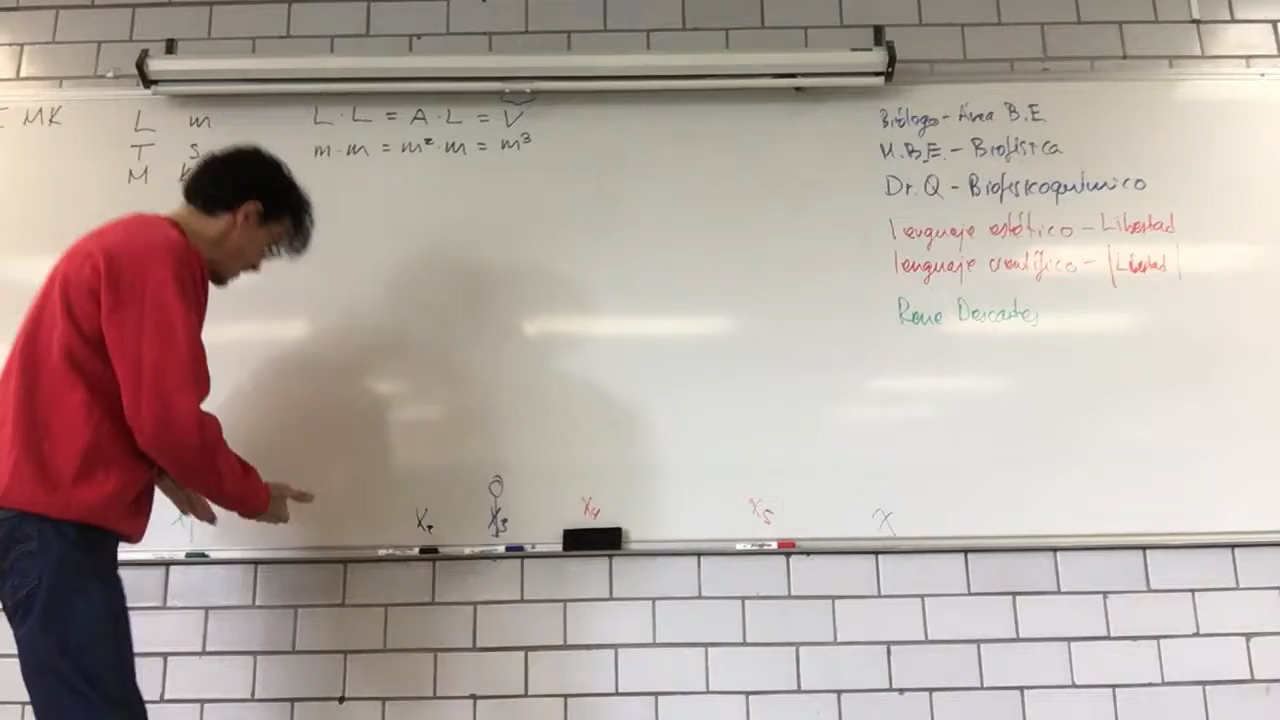 MK
L m
T s
M k
L · L = A · L = V
m · m = m² · m = m³
Biólogo - Área B.E
M.B.E. - Biofísica
Dr. Q - Biofisicoquímico
lenguaje estético - Libertad
lenguaje científico - |Libertad|
Rene Descartes
X₁ X₂ X₃ X₄ X₅ X